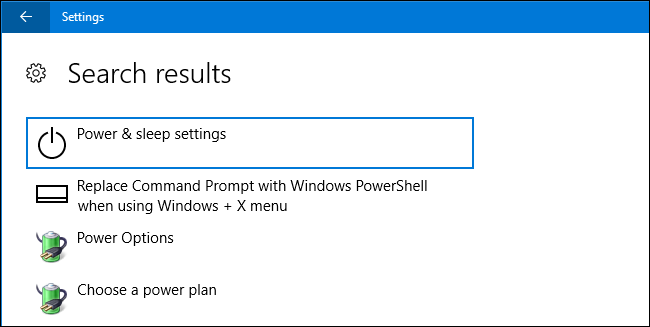 Settings
Search results
Power & sleep settings
Replace Command Prompt with Windows PowerShell
when using Windows + X menu
Power Options
Choose a power plan